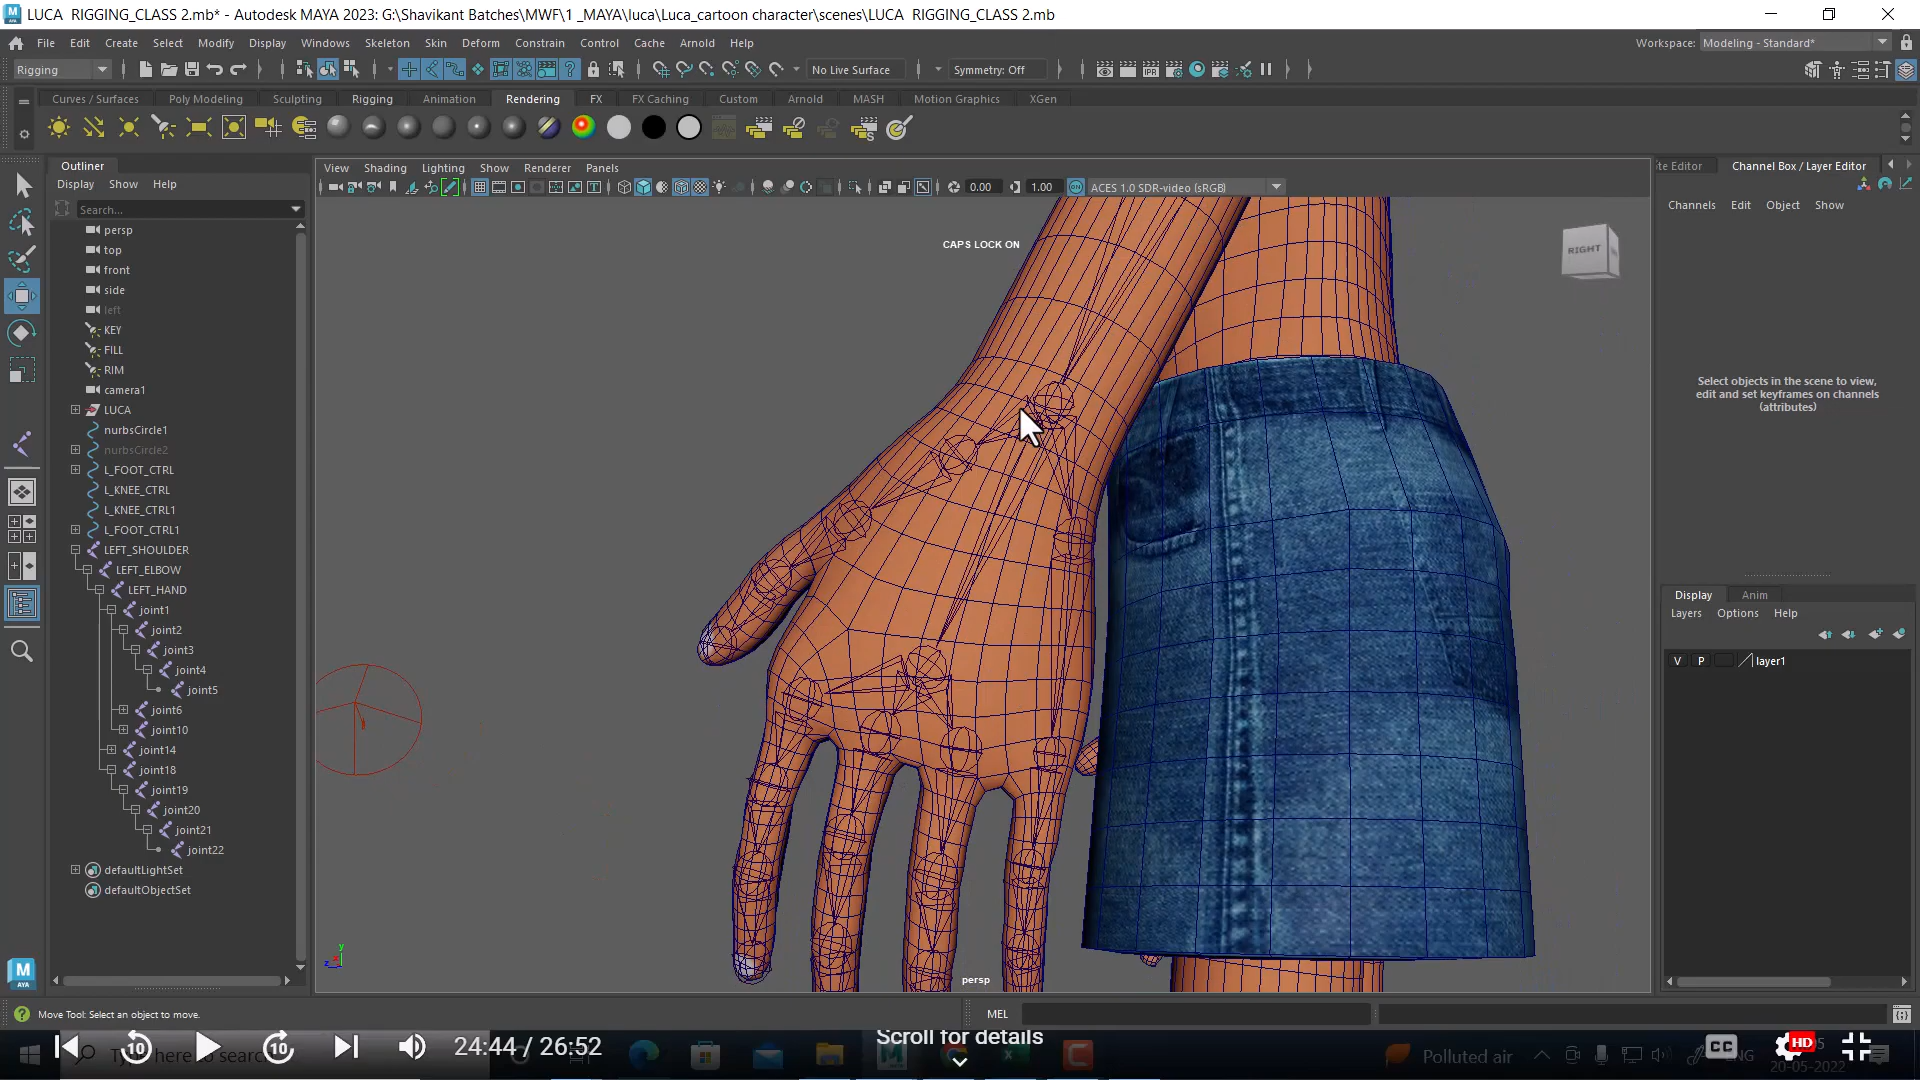 LUCA  RIGGING_CLASS 2.mb* - Autodesk MAYA 2023: G:\Shavikant Batches\MWF\1 _MAYA\luca\Luca_cartoon character\scenes\LUCA  RIGGING_CLASS 2.mb
File Edit Create Select Modify Display Windows Skeleton Skin Deform Constrain Control Cache Arnold Help
Workspace: Modeling - Standard*
Rigging
No Live Surface
Symmetry: Off
Curves / Surfaces Poly Modeling Sculpting Rigging Animation Rendering FX FX Caching Custom Arnold MASH Motion Graphics XGen
Outliner
Display Show Help
Search...
persp
top
front
side
left
KEY
FILL
RIM
camera1
LUCA
nurbsCircle1
nurbsCircle2
L_FOOT_CTRL
L_KNEE_CTRL
L_KNEE_CTRL1
L_FOOT_CTRL1
LEFT_SHOULDER
LEFT_ELBOW
LEFT_HAND
joint1
joint2
joint3
joint4
joint5
joint6
joint10
joint14
joint18
joint19
joint20
joint21
joint22
defaultLightSet
defaultObjectSet
View Shading Lighting Show Renderer Panels
0.00 1.00 ACES 1.0 SDR-video (sRGB)
CAPS LOCK ON
RIGHT
persp
te Editor
Channel Box / Layer Editor
Channels Edit Object Show
Select objects in the scene to view,
edit and set keyframes on channels
(attributes)
Display Anim
Layers Options Help
V P layer1
Move Tool: Select an object to move.
MEL
24:44 / 26:52
Scroll for details
CC
HD
Polluted air
20-05-2022